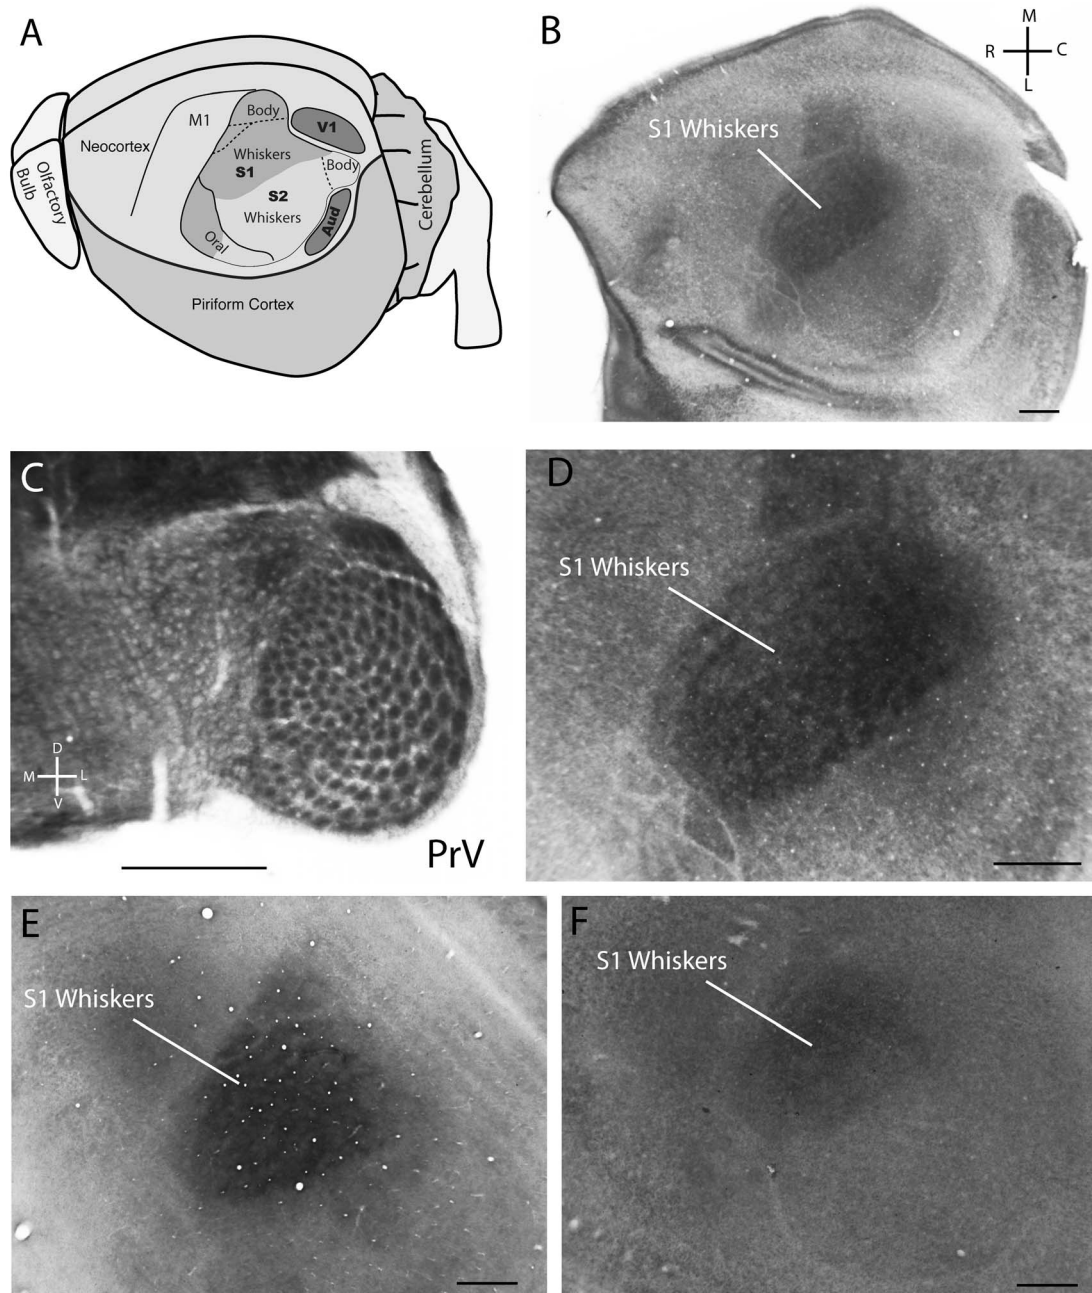 A
M1
Body
V1
Neocortex
Whiskers
S1
Body
S2
Whiskers
Aud
Oral
Olfactory
Bulb
Cerebellum
Piriform Cortex
B
M
R C
L
S1 Whiskers
C
D
M L
V
PrV
D
S1 Whiskers
E
S1 Whiskers
F
S1 Whiskers